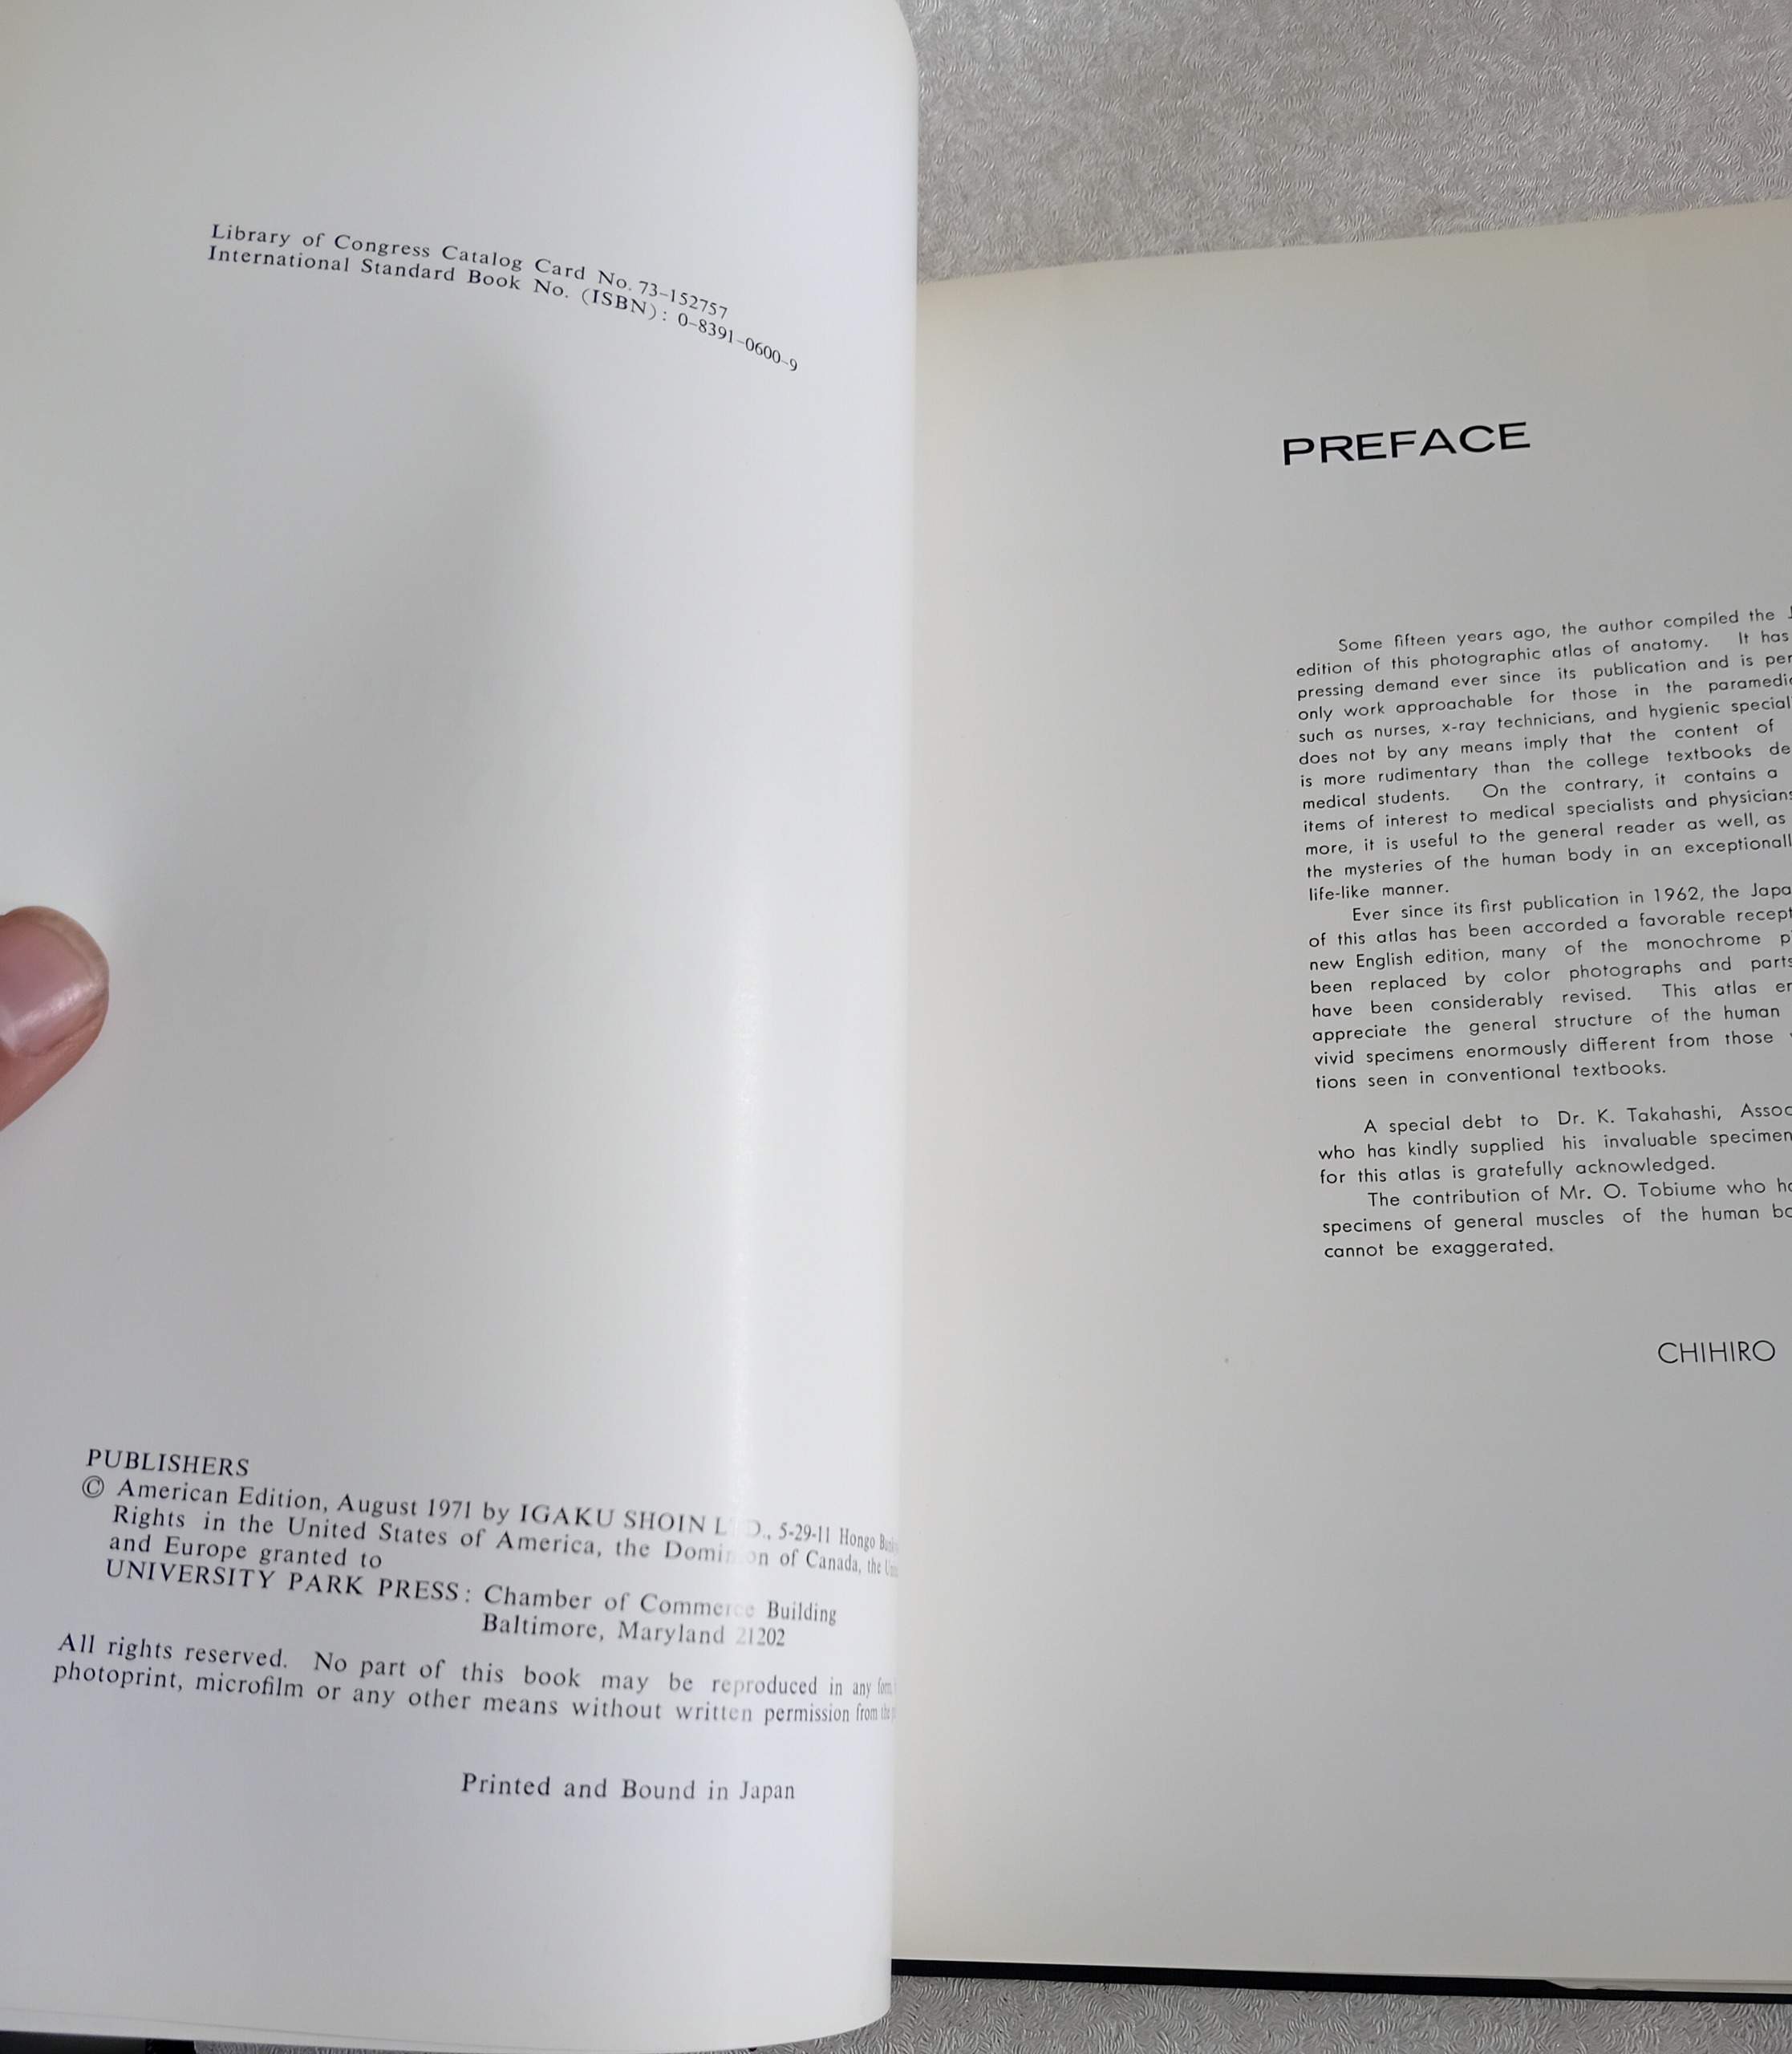 Library of Congress Catalog Card No. 73-152757
International Standard Book No. (ISBN): 0-8391-0600-9
PUBLISHERS
© American Edition, August 1971 by IGAKU SHOIN LTD., 5-29-11 Hongo
Rights in the United States of America, the Dominion of Canada, the
and Europe granted to
UNIVERSITY PARK PRESS: Chamber of Commerce Building
Baltimore, Maryland 21202
All rights reserved. No part of this book may be reproduced in any
photoprint, microfilm or any other means without written permission from the
Printed and Bound in Japan
PREFACE
Some fifteen years ago, the author compiled the
edition of this photographic atlas of anatomy. It has
pressing demand ever since its publication and is
only work approachable for those in the
such as nurses, x-ray technicians, and hygienic
does not by any means imply that the content of
is more rudimentary than the college textbooks
medical students. On the contrary, it contains a
items of interest to medical specialists and physicians
more, it is useful to the general reader as well, as
the mysteries of the human body in an
life-like manner.
Ever since its first publication in 1962, the
of this atlas has been accorded a favorable
new English edition, many of the monochrome
been replaced by color photographs and parts
have been considerably revised. This atlas
appreciate the general structure of the human
vivid specimens enormously different from those
tions seen in conventional textbooks.
A special debt to Dr. K. Takahashi,
who has kindly supplied his invaluable
for this atlas is gratefully acknowledged.
The contribution of Mr. O. Tobiume who
specimens of general muscles of the human
cannot be exaggerated.
CHIHIRO